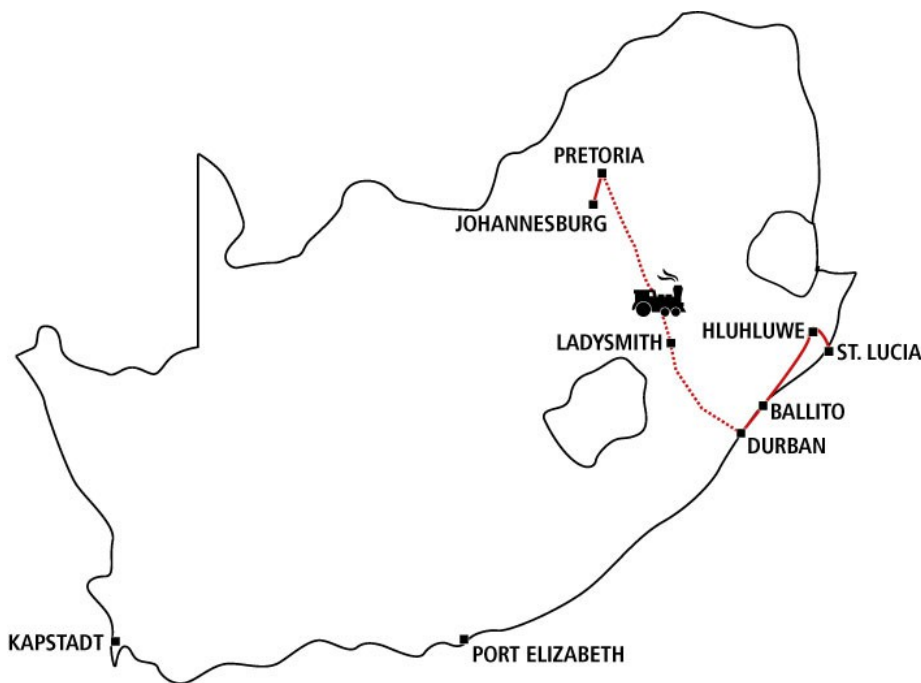 PRETORIA
JOHANNESBURG
LADYSMITH
HLUHLUWE
ST. LUCIA
BALLITO
DURBAN
KAPSTADT
PORT ELIZABETH